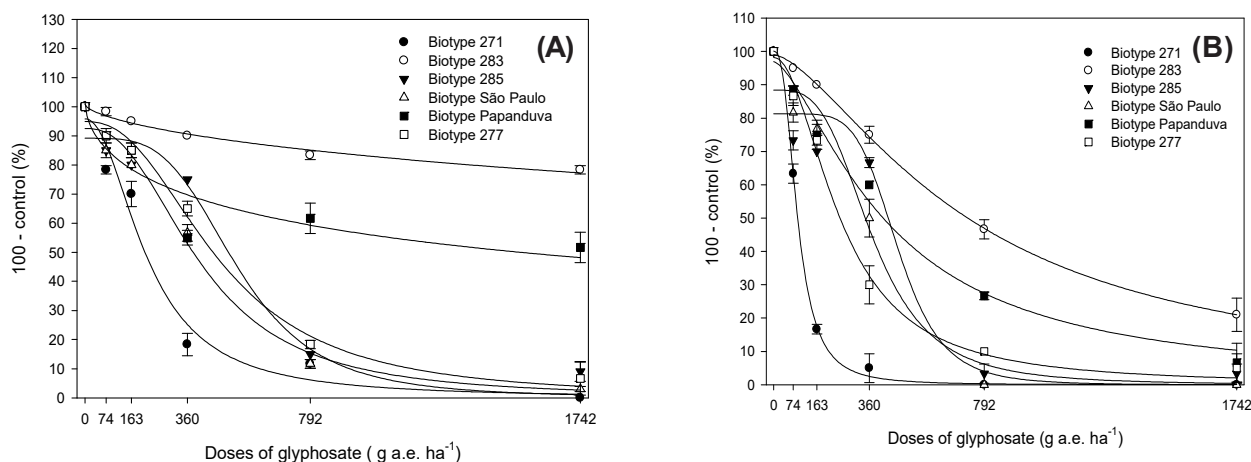 (A)
100 - control (%)
130
120
110
100
90
80
70
60
50
40
30
20
10
0
Biotype 271
Biotype 283
Biotype 285
Biotype São Paulo
Biotype Papanduva
Biotype 277
0 74 163 360 792 1742
Doses of glyphosate ( g a.e. ha-1)
(B)
100 - control (%)
110
100
90
80
70
60
50
40
30
20
10
0
Biotype 271
Biotype 283
Biotype 285
Biotype São Paulo
Biotype Papanduva
Biotype 277
0 74 163 360 792 1742
Doses of glyphosate (g a.e. ha-1)